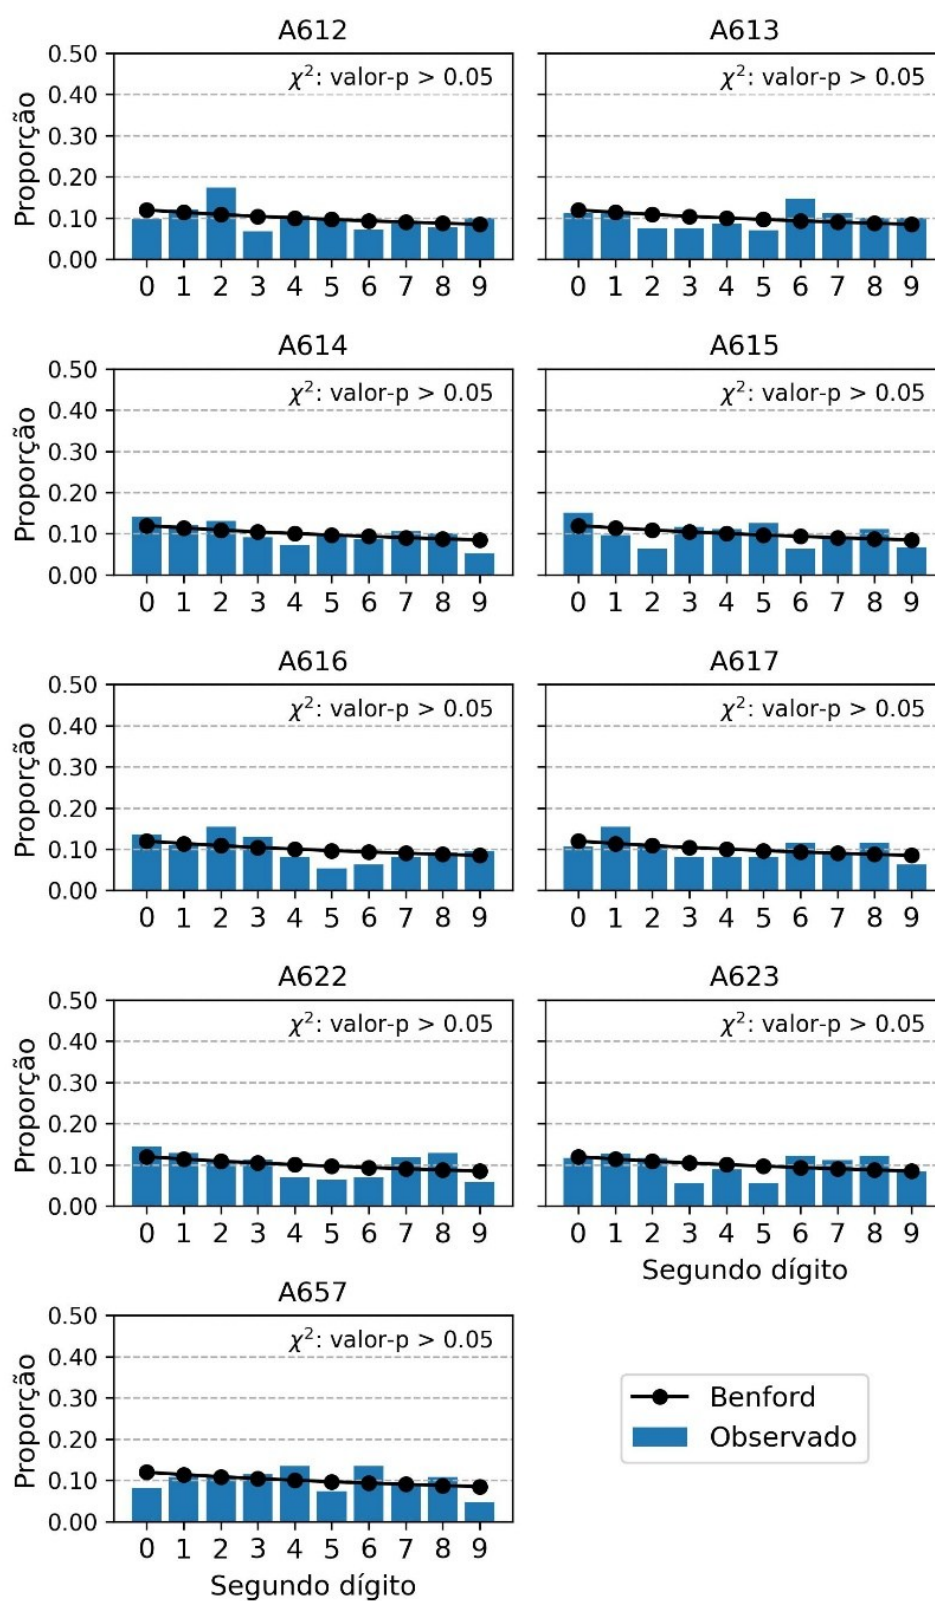 A612
A613
0.50
0.40
0.30
0.20
0.10
0.00
Proporção
χ²: valor-p > 0.05
χ²: valor-p > 0.05
0 1 2 3 4 5 6 7 8 9
0 1 2 3 4 5 6 7 8 9
A614
A615
0.50
0.40
0.30
0.20
0.10
0.00
Proporção
χ²: valor-p > 0.05
χ²: valor-p > 0.05
0 1 2 3 4 5 6 7 8 9
0 1 2 3 4 5 6 7 8 9
A616
A617
0.50
0.40
0.30
0.20
0.10
0.00
Proporção
χ²: valor-p > 0.05
χ²: valor-p > 0.05
0 1 2 3 4 5 6 7 8 9
0 1 2 3 4 5 6 7 8 9
A622
A623
0.50
0.40
0.30
0.20
0.10
0.00
Proporção
χ²: valor-p > 0.05
χ²: valor-p > 0.05
0 1 2 3 4 5 6 7 8 9
0 1 2 3 4 5 6 7 8 9
Segundo dígito
A657
0.50
0.40
0.30
0.20
0.10
0.00
Proporção
χ²: valor-p > 0.05
0 1 2 3 4 5 6 7 8 9
Segundo dígito
Benford
Observado